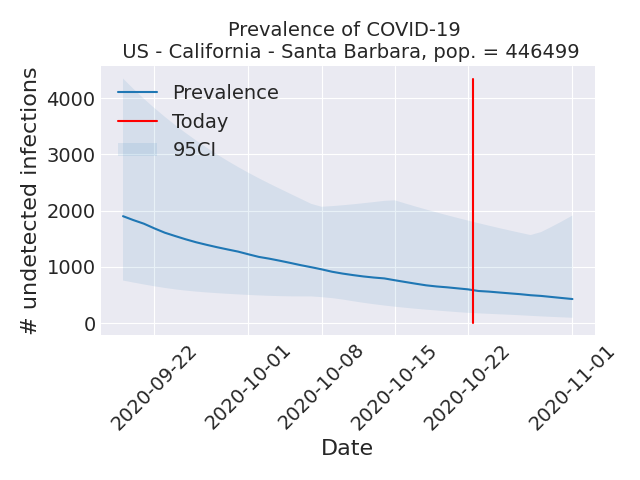 Prevalence of COVID-19
US - California - Santa Barbara, pop. = 446499
# undetected infections
4000
3000
2000
1000
0
Prevalence
Today
95CI
2020-09-22
2020-10-01
2020-10-08
2020-10-15
2020-10-22
2020-11-01
Date